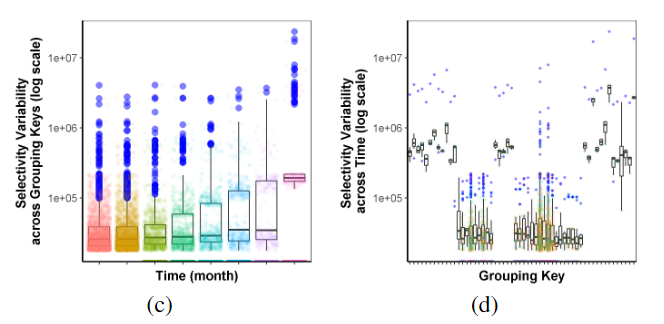 Selectivity Variability
across Grouping Keys (log scale)
1e+07
1e+06
1e+05
Time (month)
(c)
Selectivity Variability
across Time (log scale)
1e+07
1e+06
1e+05
Grouping Key
(d)